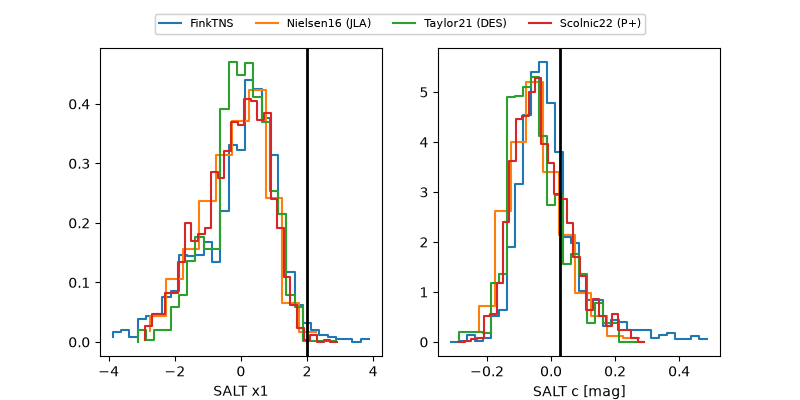 FinkTNS Nielsen16 (JLA) Taylor21 (DES) Scolnic22 (P+)
0.4
0.3
0.2
0.1
0.0
−4 −2 0 2 4
SALT x1
5
4
3
2
1
0
−0.2 0.0 0.2 0.4
SALT c [mag]